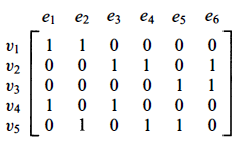 e1 e2 e3 e4 e5 e6
v1 1 1 0 0 0 0
v2 0 0 1 1 0 1
v3 0 0 0 0 1 1
v4 1 0 1 0 0 0
v5 0 1 0 1 1 0